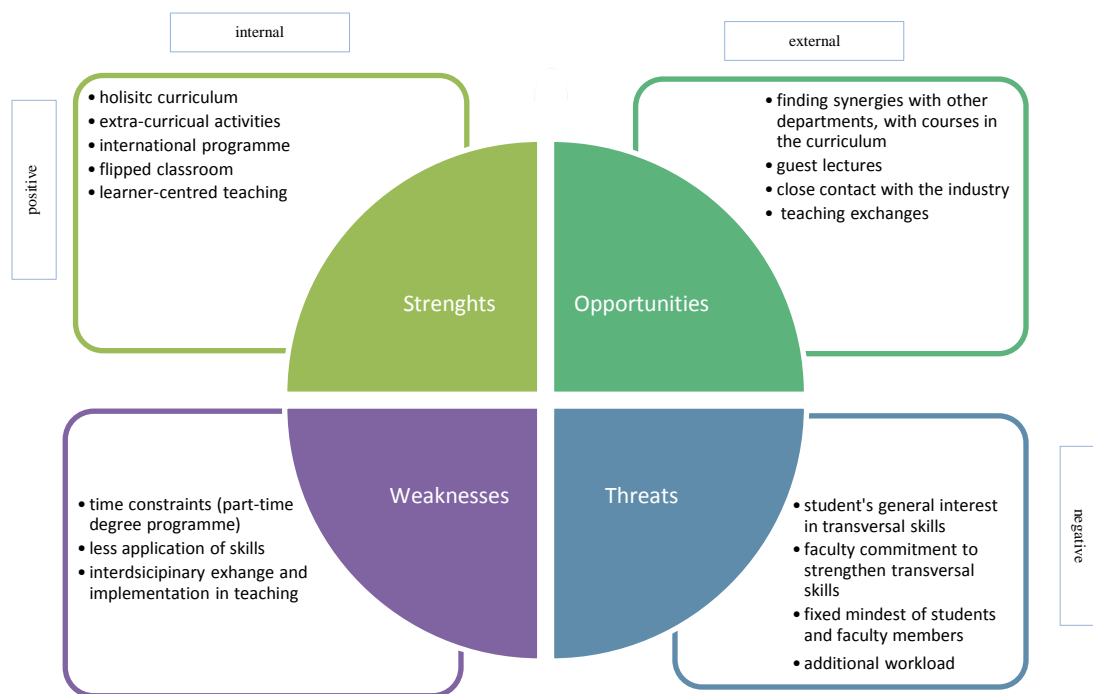 internal
external
positive
• holisitc curriculum
• extra-curricual activities
• international programme
• flipped classroom
• learner-centred teaching
• finding synergies with other
departments, with courses in
the curriculum
• guest lectures
• close contact with the industry
• teaching exchanges
Strenghts
Opportunities
Weaknesses
Threats
• time constraints (part-time
degree programme)
• less application of skills
• interdsicipinary exhange and
implementation in teaching
• student's general interest
in transversal skills
• faculty commitment to
strengthen transversal
skills
• fixed mindest of students
and faculty members
• additional workload
negative